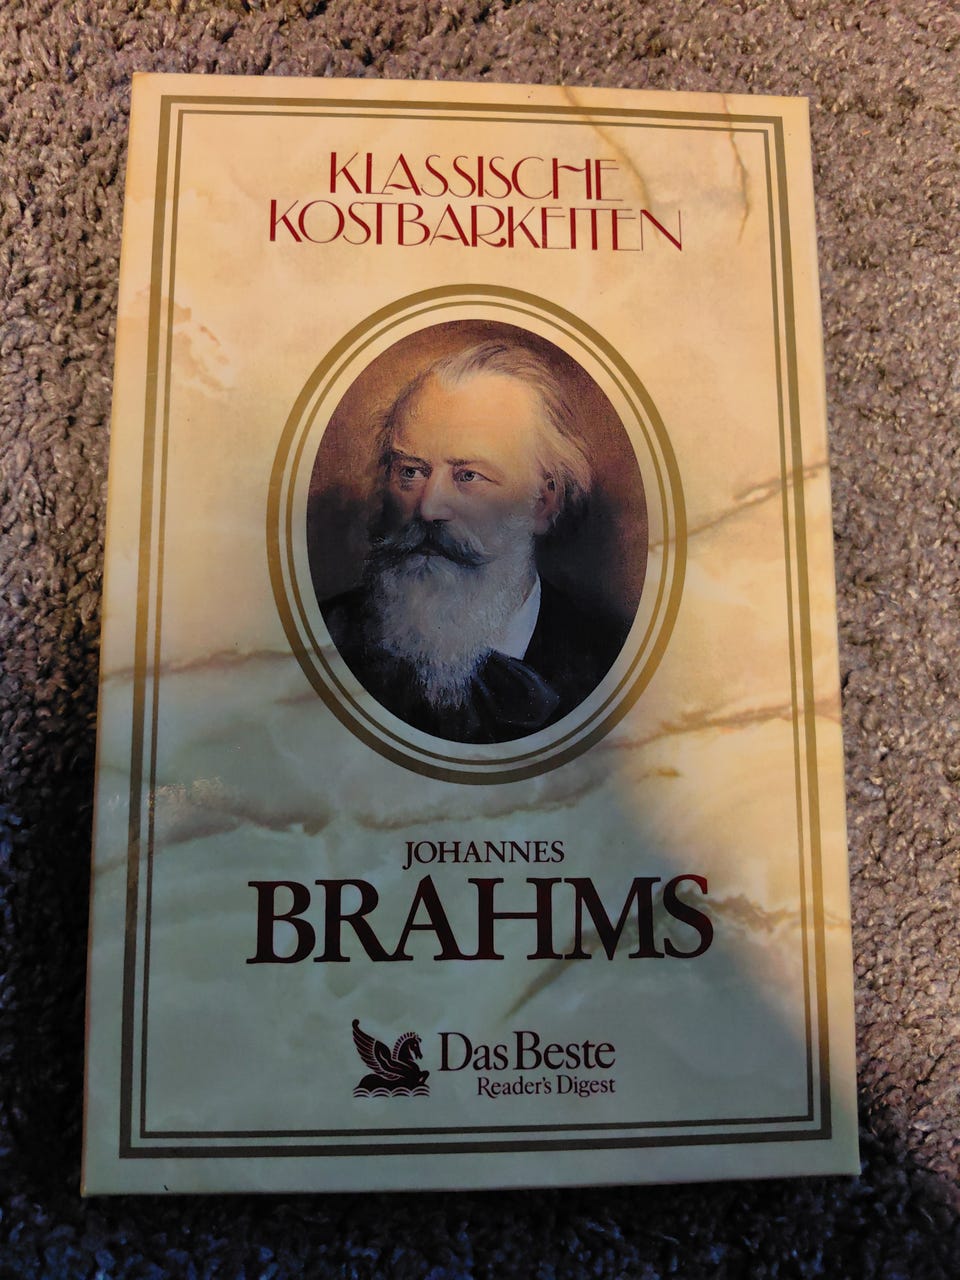 KLASSISCHE
KOSTBARKEITEN
JOHANNES
BRAHMS
Das Beste
Reader's Digest